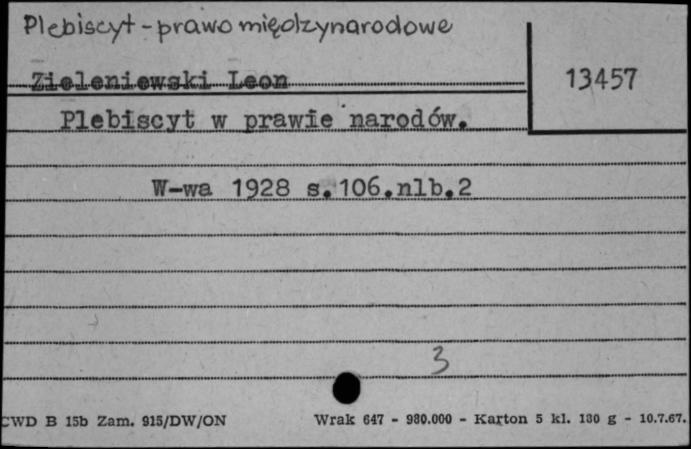 Plebiscyt - prawo międzynarodowe
Zieleniewski Leon
13457
Plebiscyt w prawie narodów.
W-wa 1928 s.106.nlb.2
3
CWD B 15b Zam. 915/DW/ON
Wrak 647 - 980.000 - Karton 5 kl. 130 g - 10.7.67.